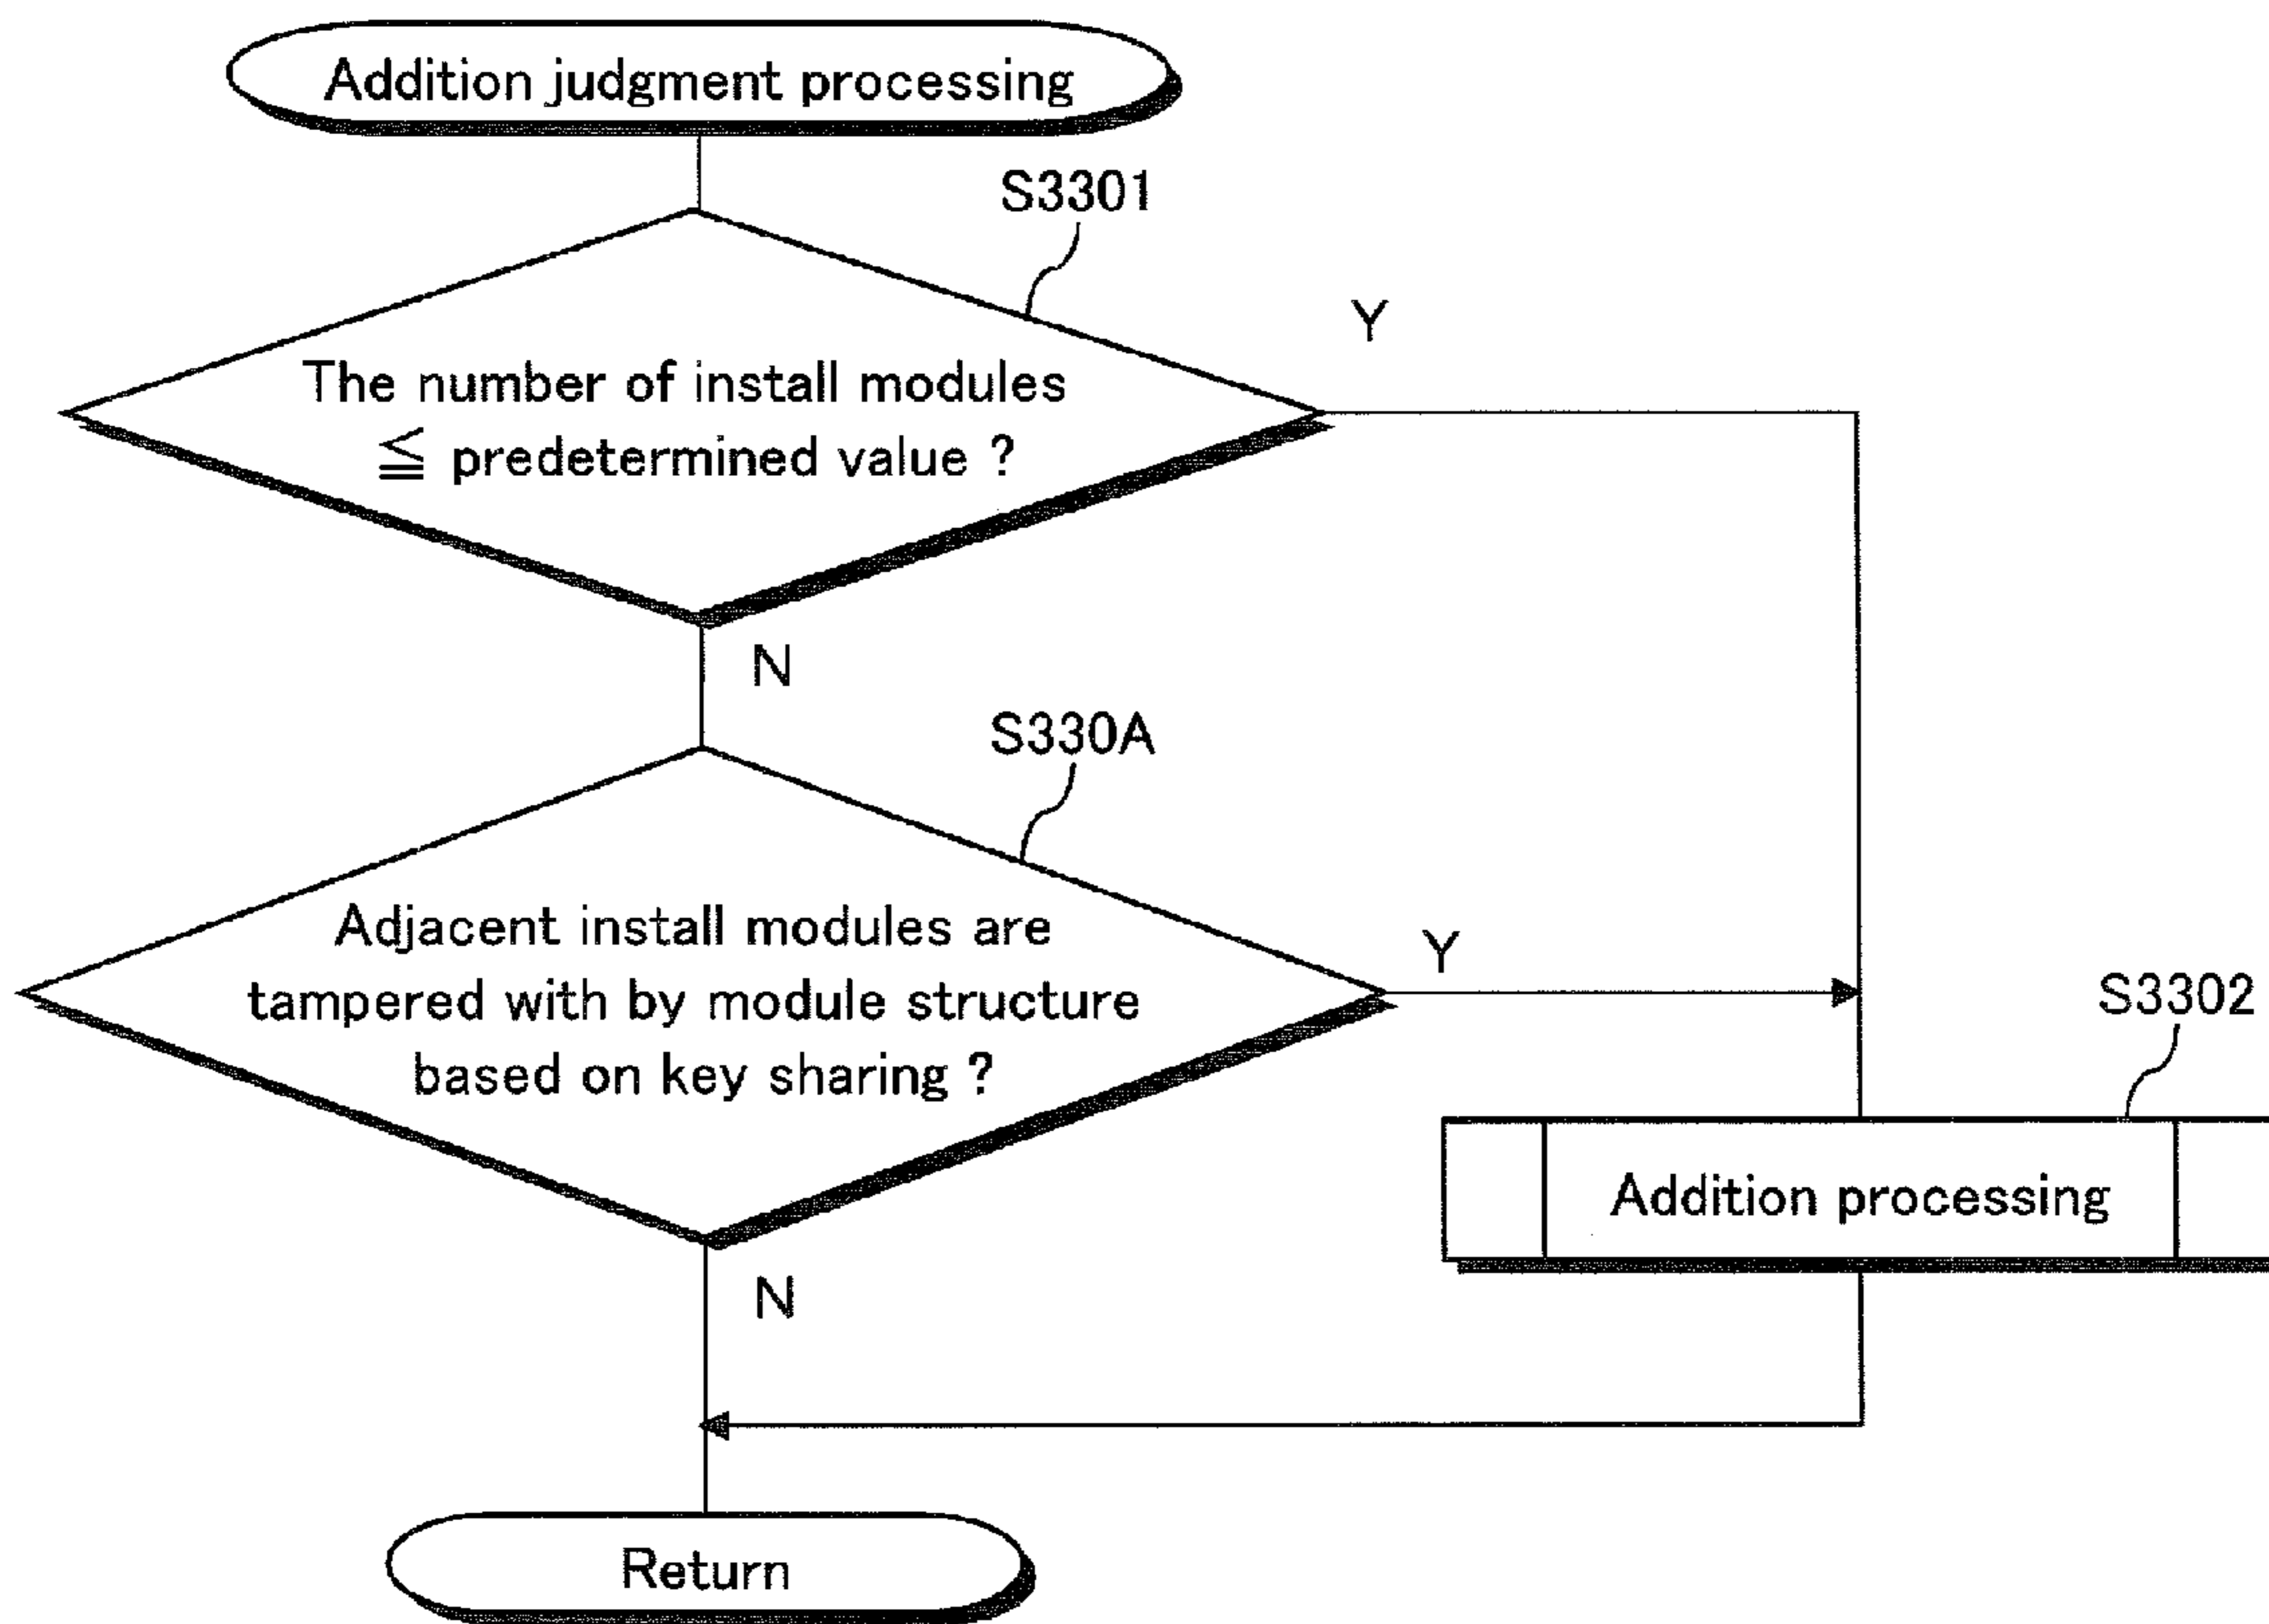 Addition judgment processing
S3301
Y
The number of install modules
≦ predetermined value ?
N
S330A
Adjacent install modules are
tampered with by module structure
based on key sharing ?
Y
S3302
Addition processing
N
Return